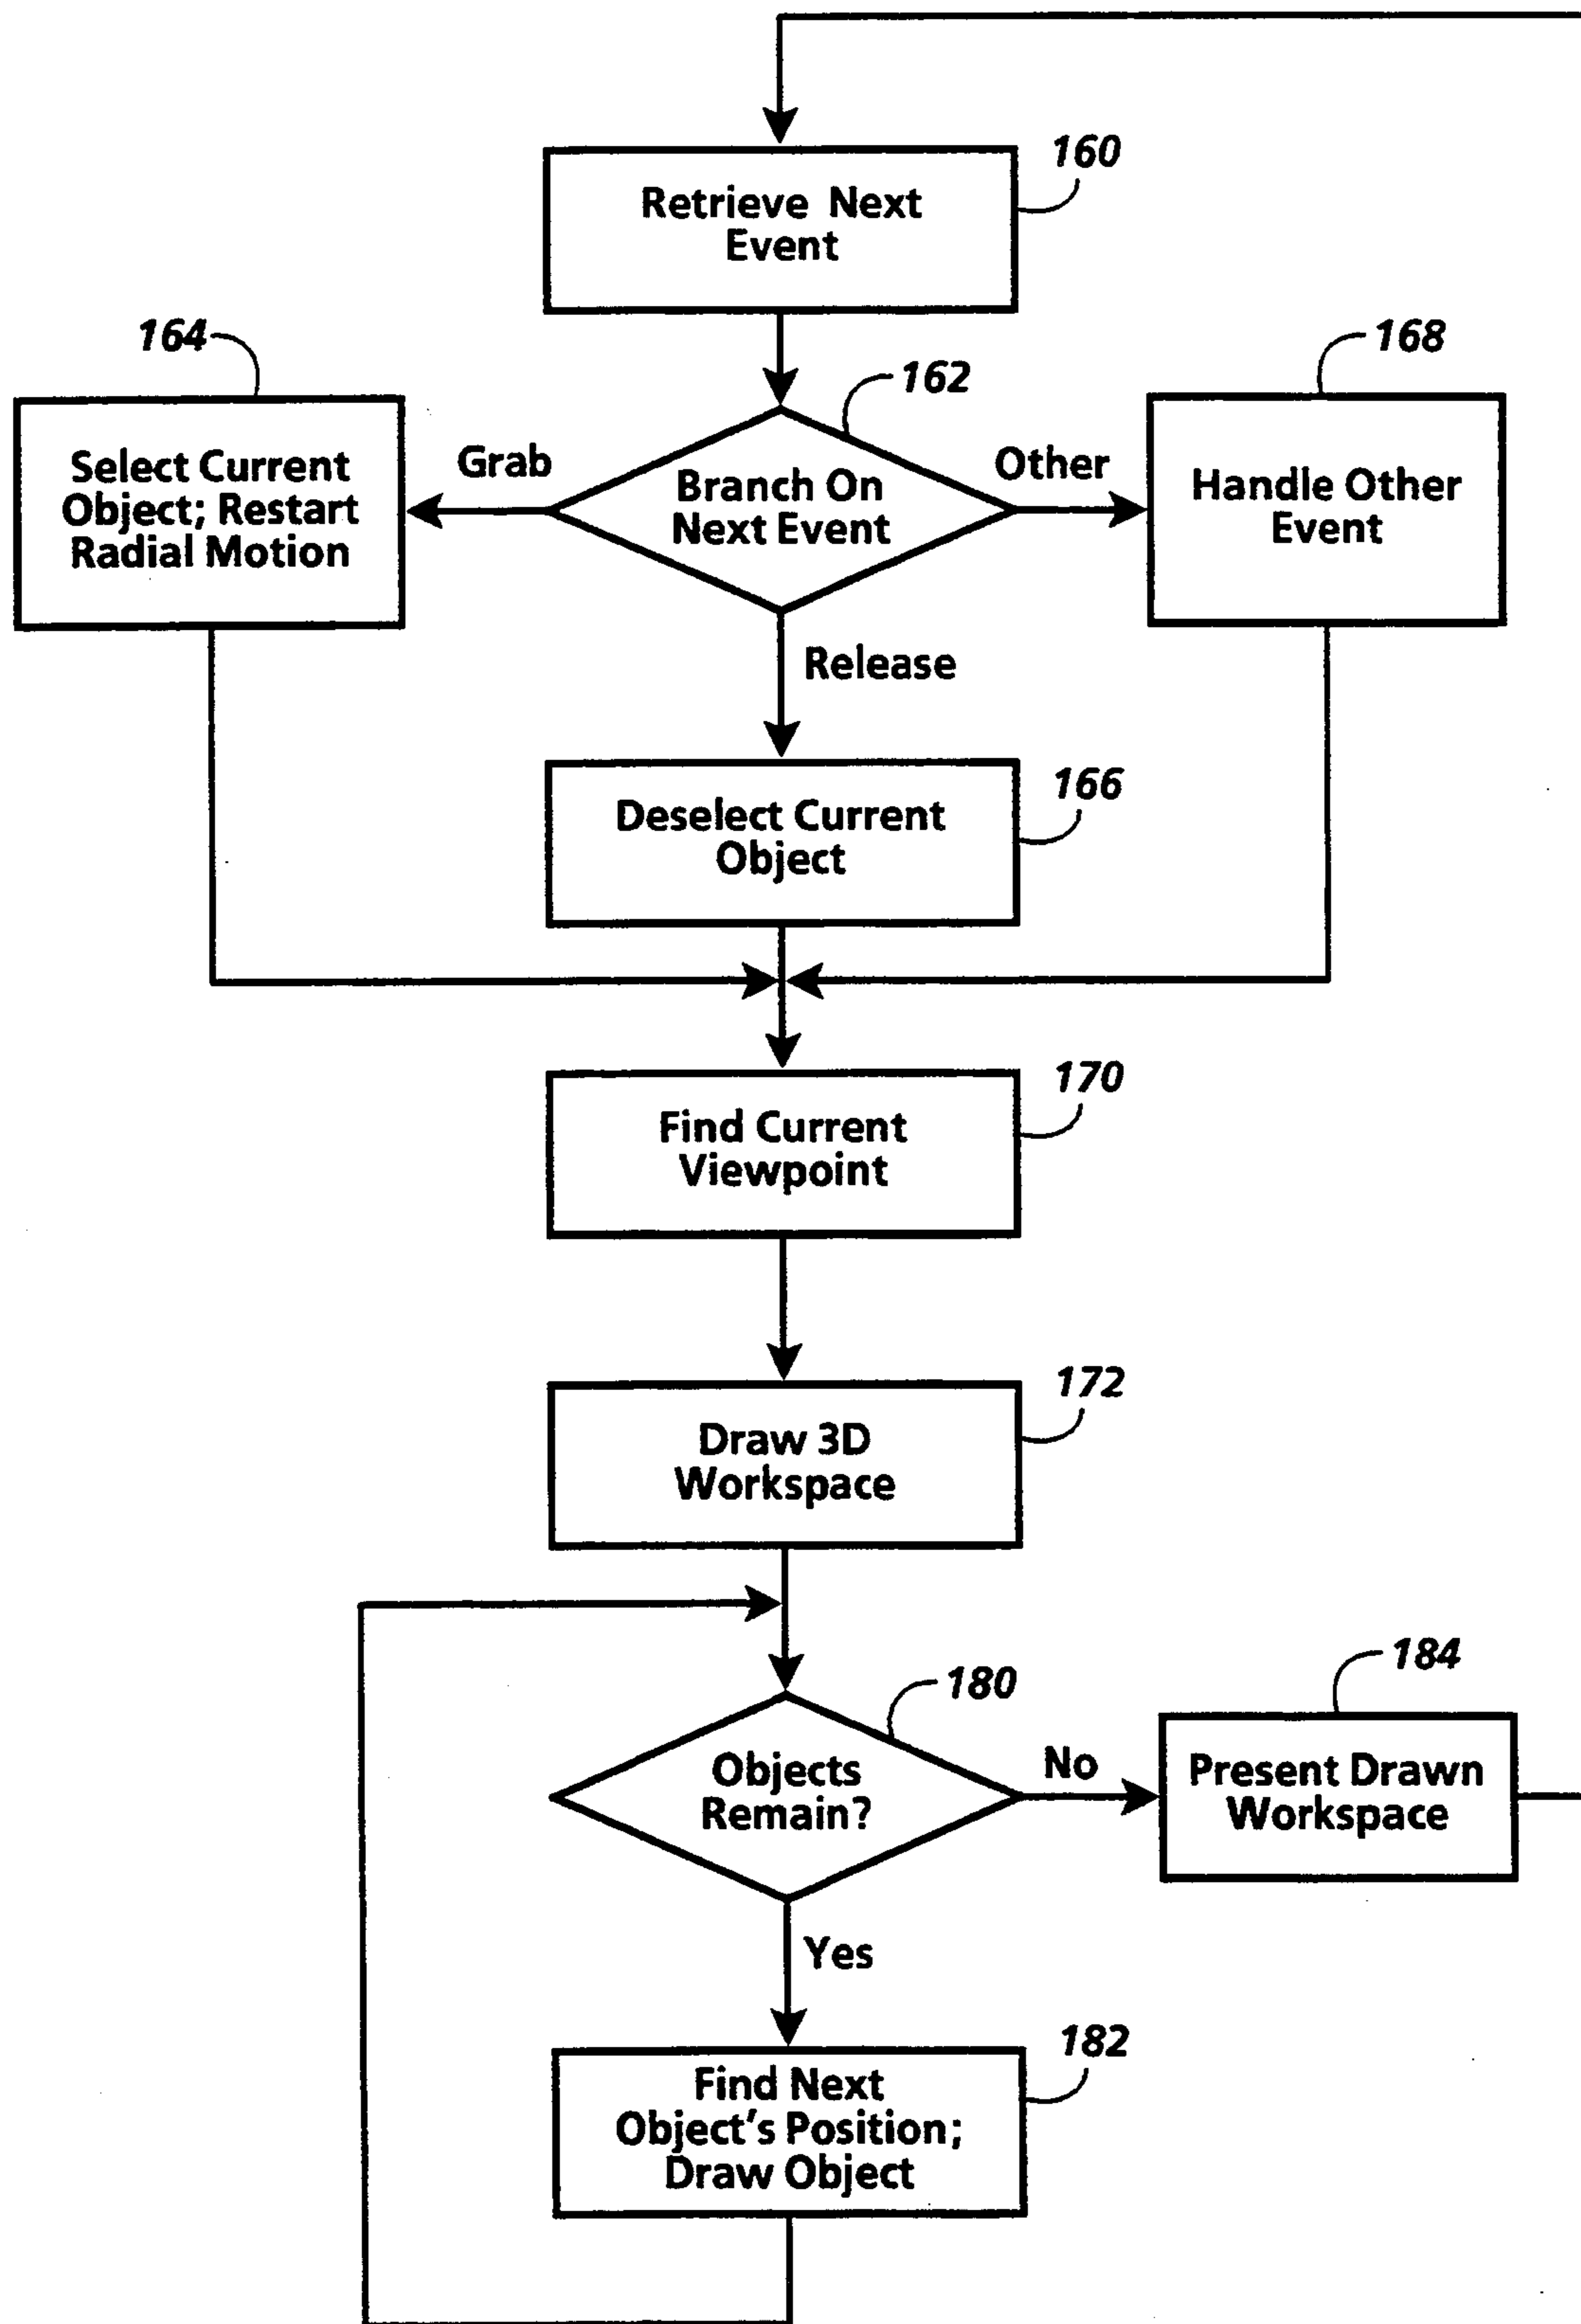 160
Retrieve Next
Event
164
162
168
Select Current
Object; Restart
Radial Motion
Grab
Branch On
Next Event
Other
Handle Other
Event
Release
166
Deselect Current
Object
170
Find Current
Viewpoint
172
Draw 3D
Workspace
180
184
Objects
Remain?
No
Present Drawn
Workspace
Yes
182
Find Next
Object's Position;
Draw Object